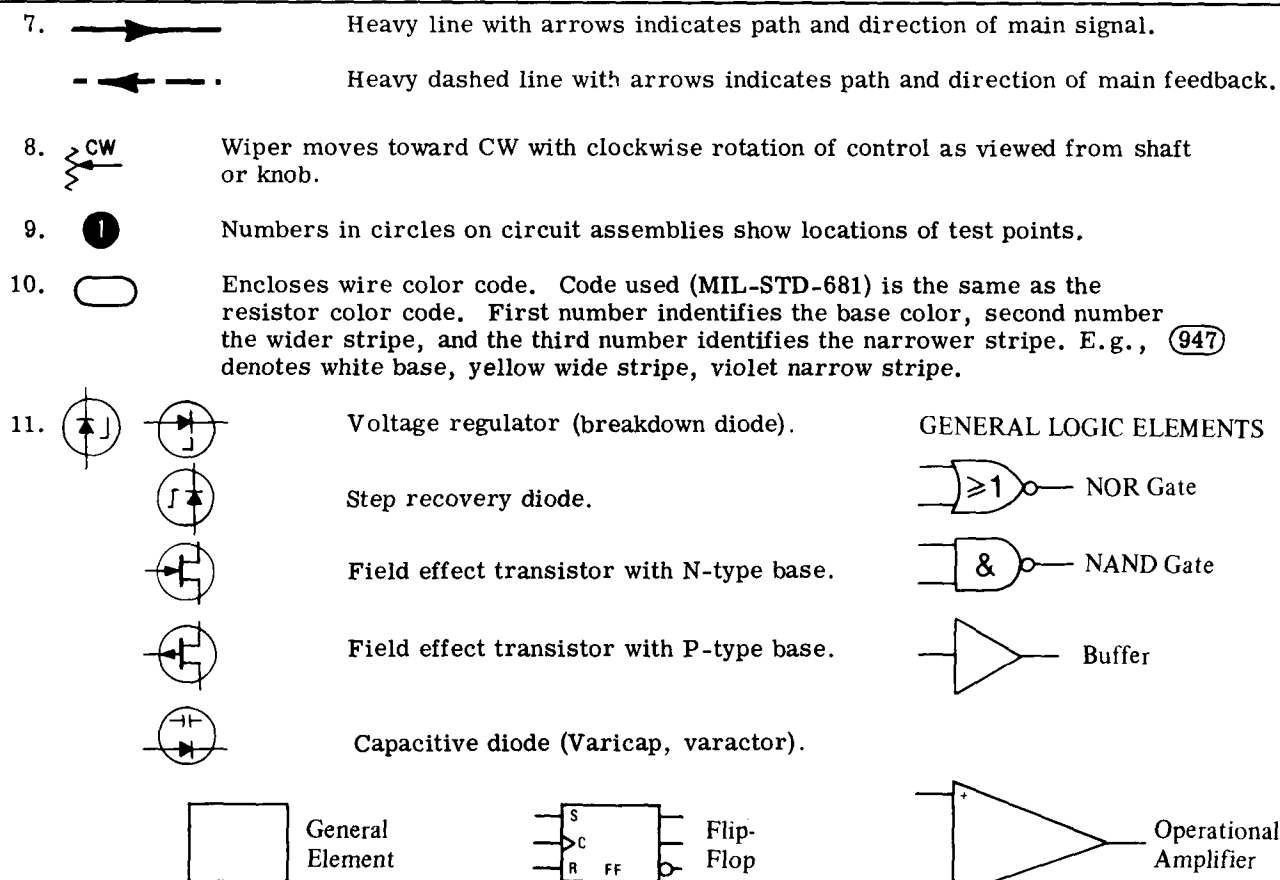 7. Heavy line with arrows indicates path and direction of main signal.
Heavy dashed line with arrows indicates path and direction of main feedback.
8. CW Wiper moves toward CW with clockwise rotation of control as viewed from shaft
or knob.
9. 1 Numbers in circles on circuit assemblies show locations of test points.
10. Encloses wire color code. Code used (MIL-STD-681) is the same as the
resistor color code. First number indentifies the base color, second number
the wider stripe, and the third number identifies the narrower stripe. E.g., 947
denotes white base, yellow wide stripe, violet narrow stripe.
11. Voltage regulator (breakdown diode).
Step recovery diode.
Field effect transistor with N-type base.
Field effect transistor with P-type base.
Capacitive diode (Varicap, varactor).
GENERAL LOGIC ELEMENTS
≥1 NOR Gate
& NAND Gate
Buffer
General
Element
S
C
R FF
Flip-
Flop
+
Operational
Amplifier